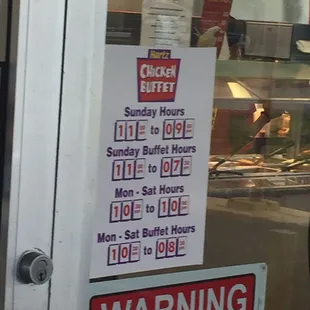 Hartz
CHICKEN
BUFFET
Sunday Hours
11 to 09
Sunday Buffet Hours
11 to 07
Mon - Sat Hours
10 to 10
Mon - Sat Buffet Hours
10 to 08
WARNING